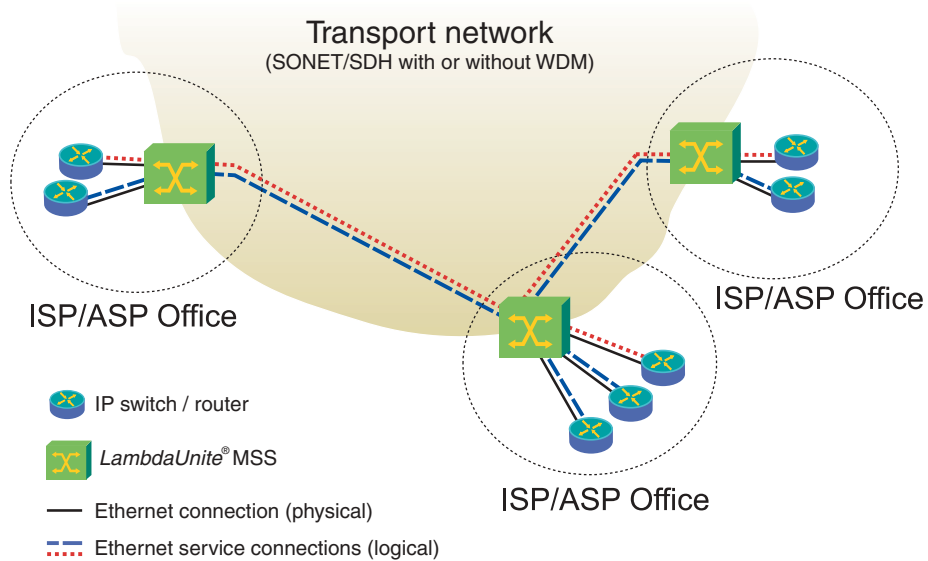 Transport network
(SONET/SDH with or without WDM)
ISP/ASP Office
ISP/ASP Office
ISP/ASP Office
IP switch / router
LambdaUnite® MSS
Ethernet connection (physical)
Ethernet service connections (logical)